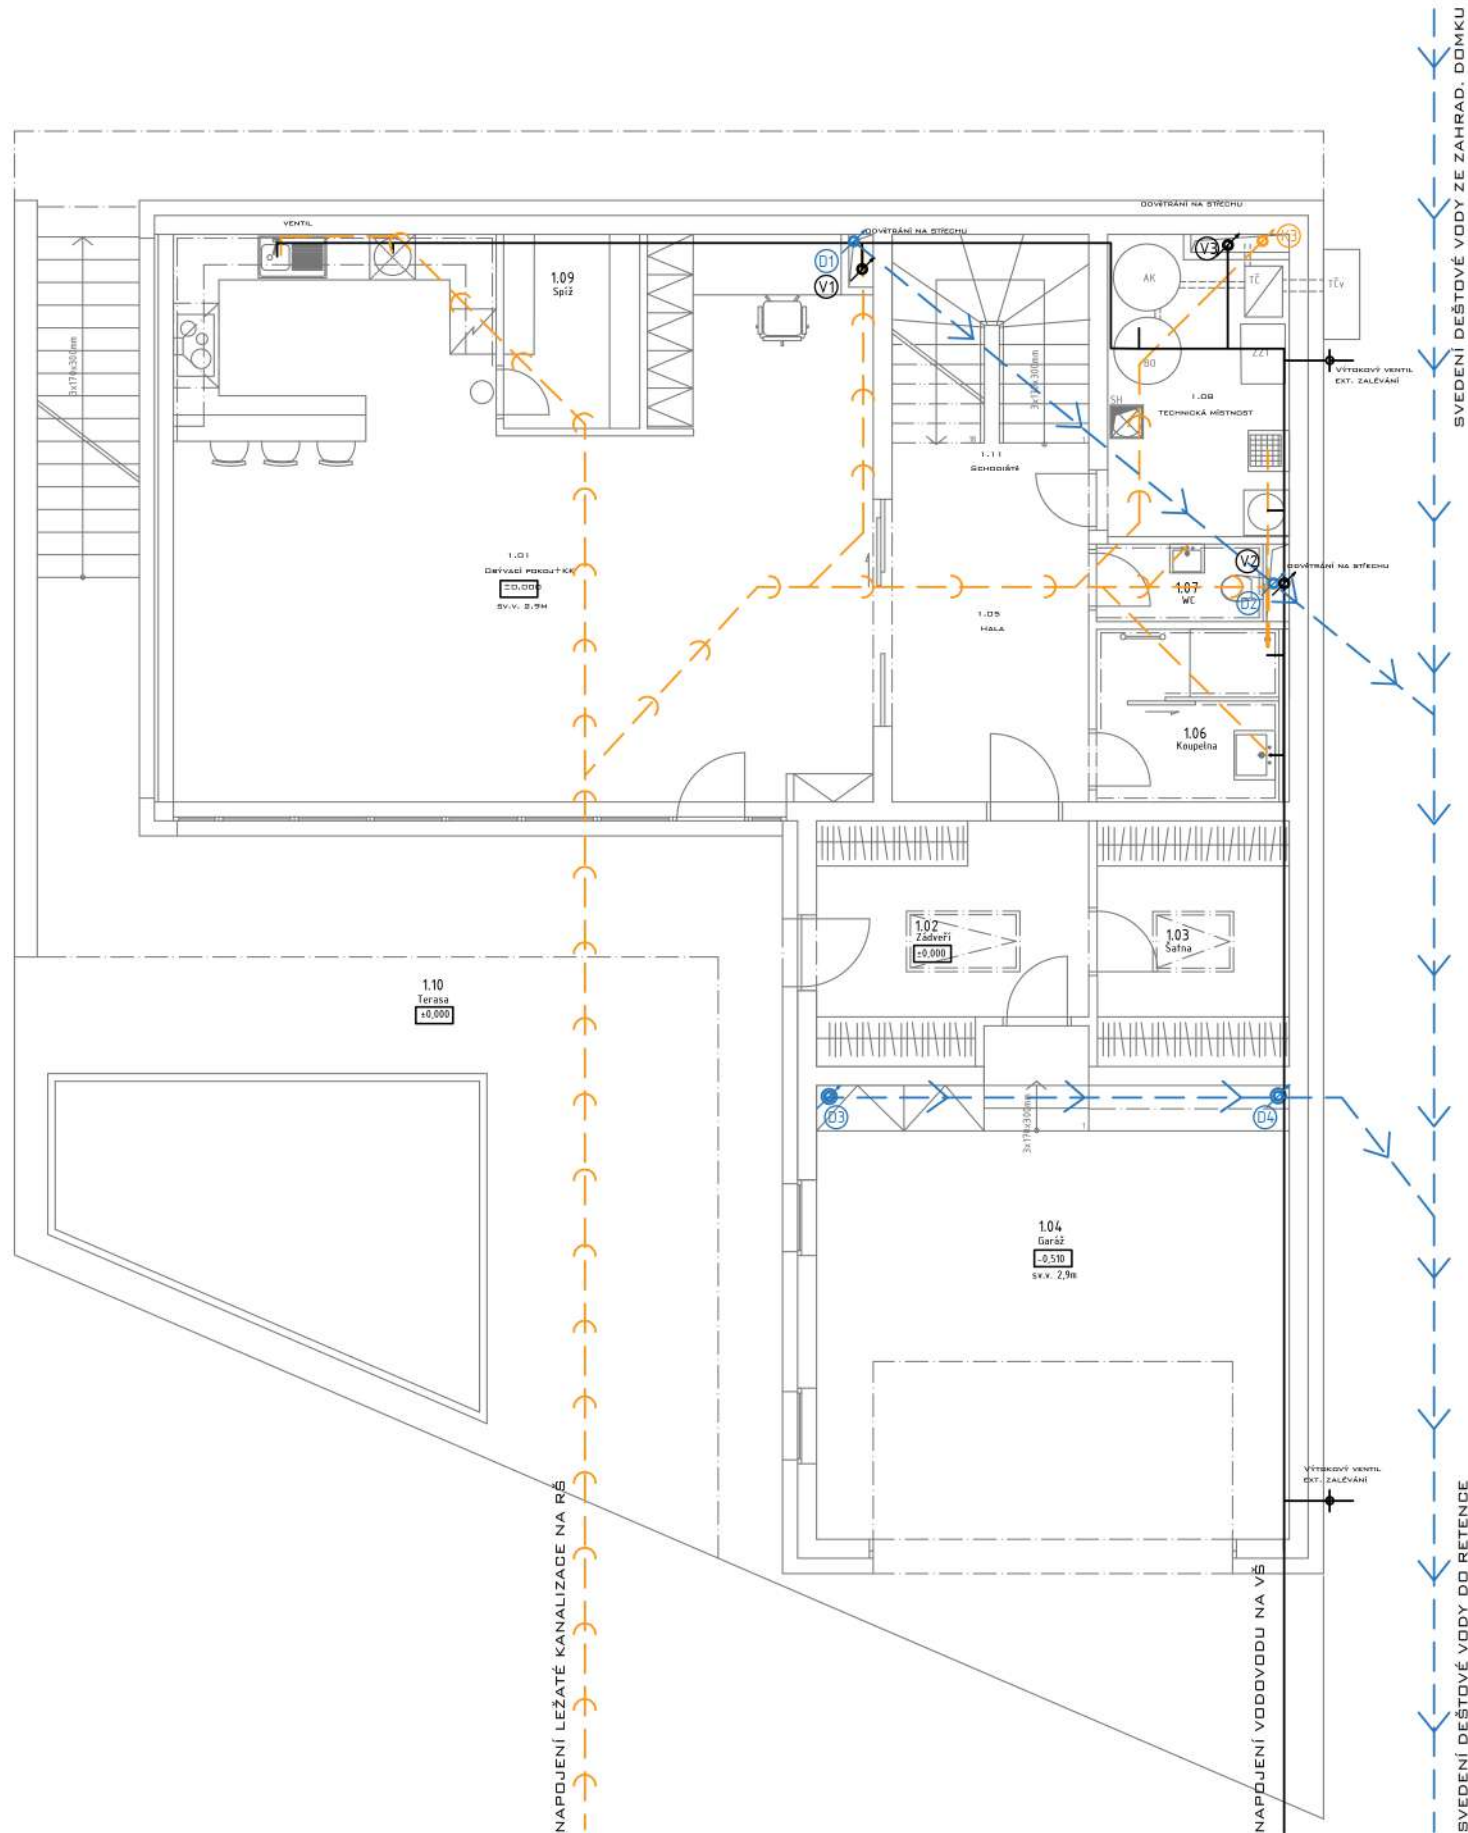 SVEDENÍ DEŠŤOVÉ VODY ZE ZAHRAD. DOMKU
ODVĚTRÁNÍ NA STŘECHU
VENTIL
ODVĚTRÁNÍ NA STŘECHU
D1
V1
V3
AK
TČ
TČv
1.09
Spíž
3x170x300mm
BO
VÝTOKOVÝ VENTIL
EXT. ZALÉVÁNÍ
SH
1.08
TECHNICKÁ MÍSTNOST
1.11
SCHODIŠTĚ
1.01
OBÝVACÍ POKOJ+KK
±0,000
SV.V. 2,9M
V2
ODVĚTRÁNÍ NA STŘECHU
1.07
WC
D2
1.05
HALA
1.06
Koupelna
1.02
Zádveří
±0,000
1.03
Šatna
1.10
Terasa
±0,000
D3
D4
3x170x300mm
1
1.04
Garáž
-0,510
sv.v. 2,9m
VÝTOKOVÝ VENTIL
EXT. ZALÉVÁNÍ
NAPOJENÍ LEŽATÉ KANALIZACE NA RŠ
NAPOJENÍ VODOVODU NA VŠ
SVEDENÍ DEŠŤOVÉ VODY DO RETENCE